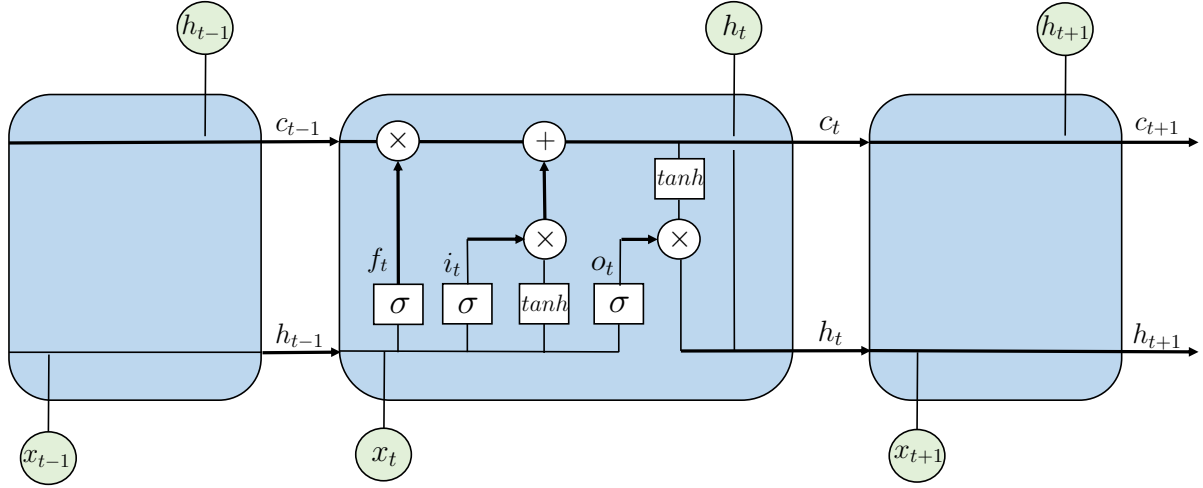 h_{t-1} h_t h_{t+1}
c_{t-1} × + c_t c_{t+1}
tanh
× ×
f_t i_t o_t
σ σ tanh σ
h_{t-1} h_t h_{t+1}
x_{t-1} x_t x_{t+1}